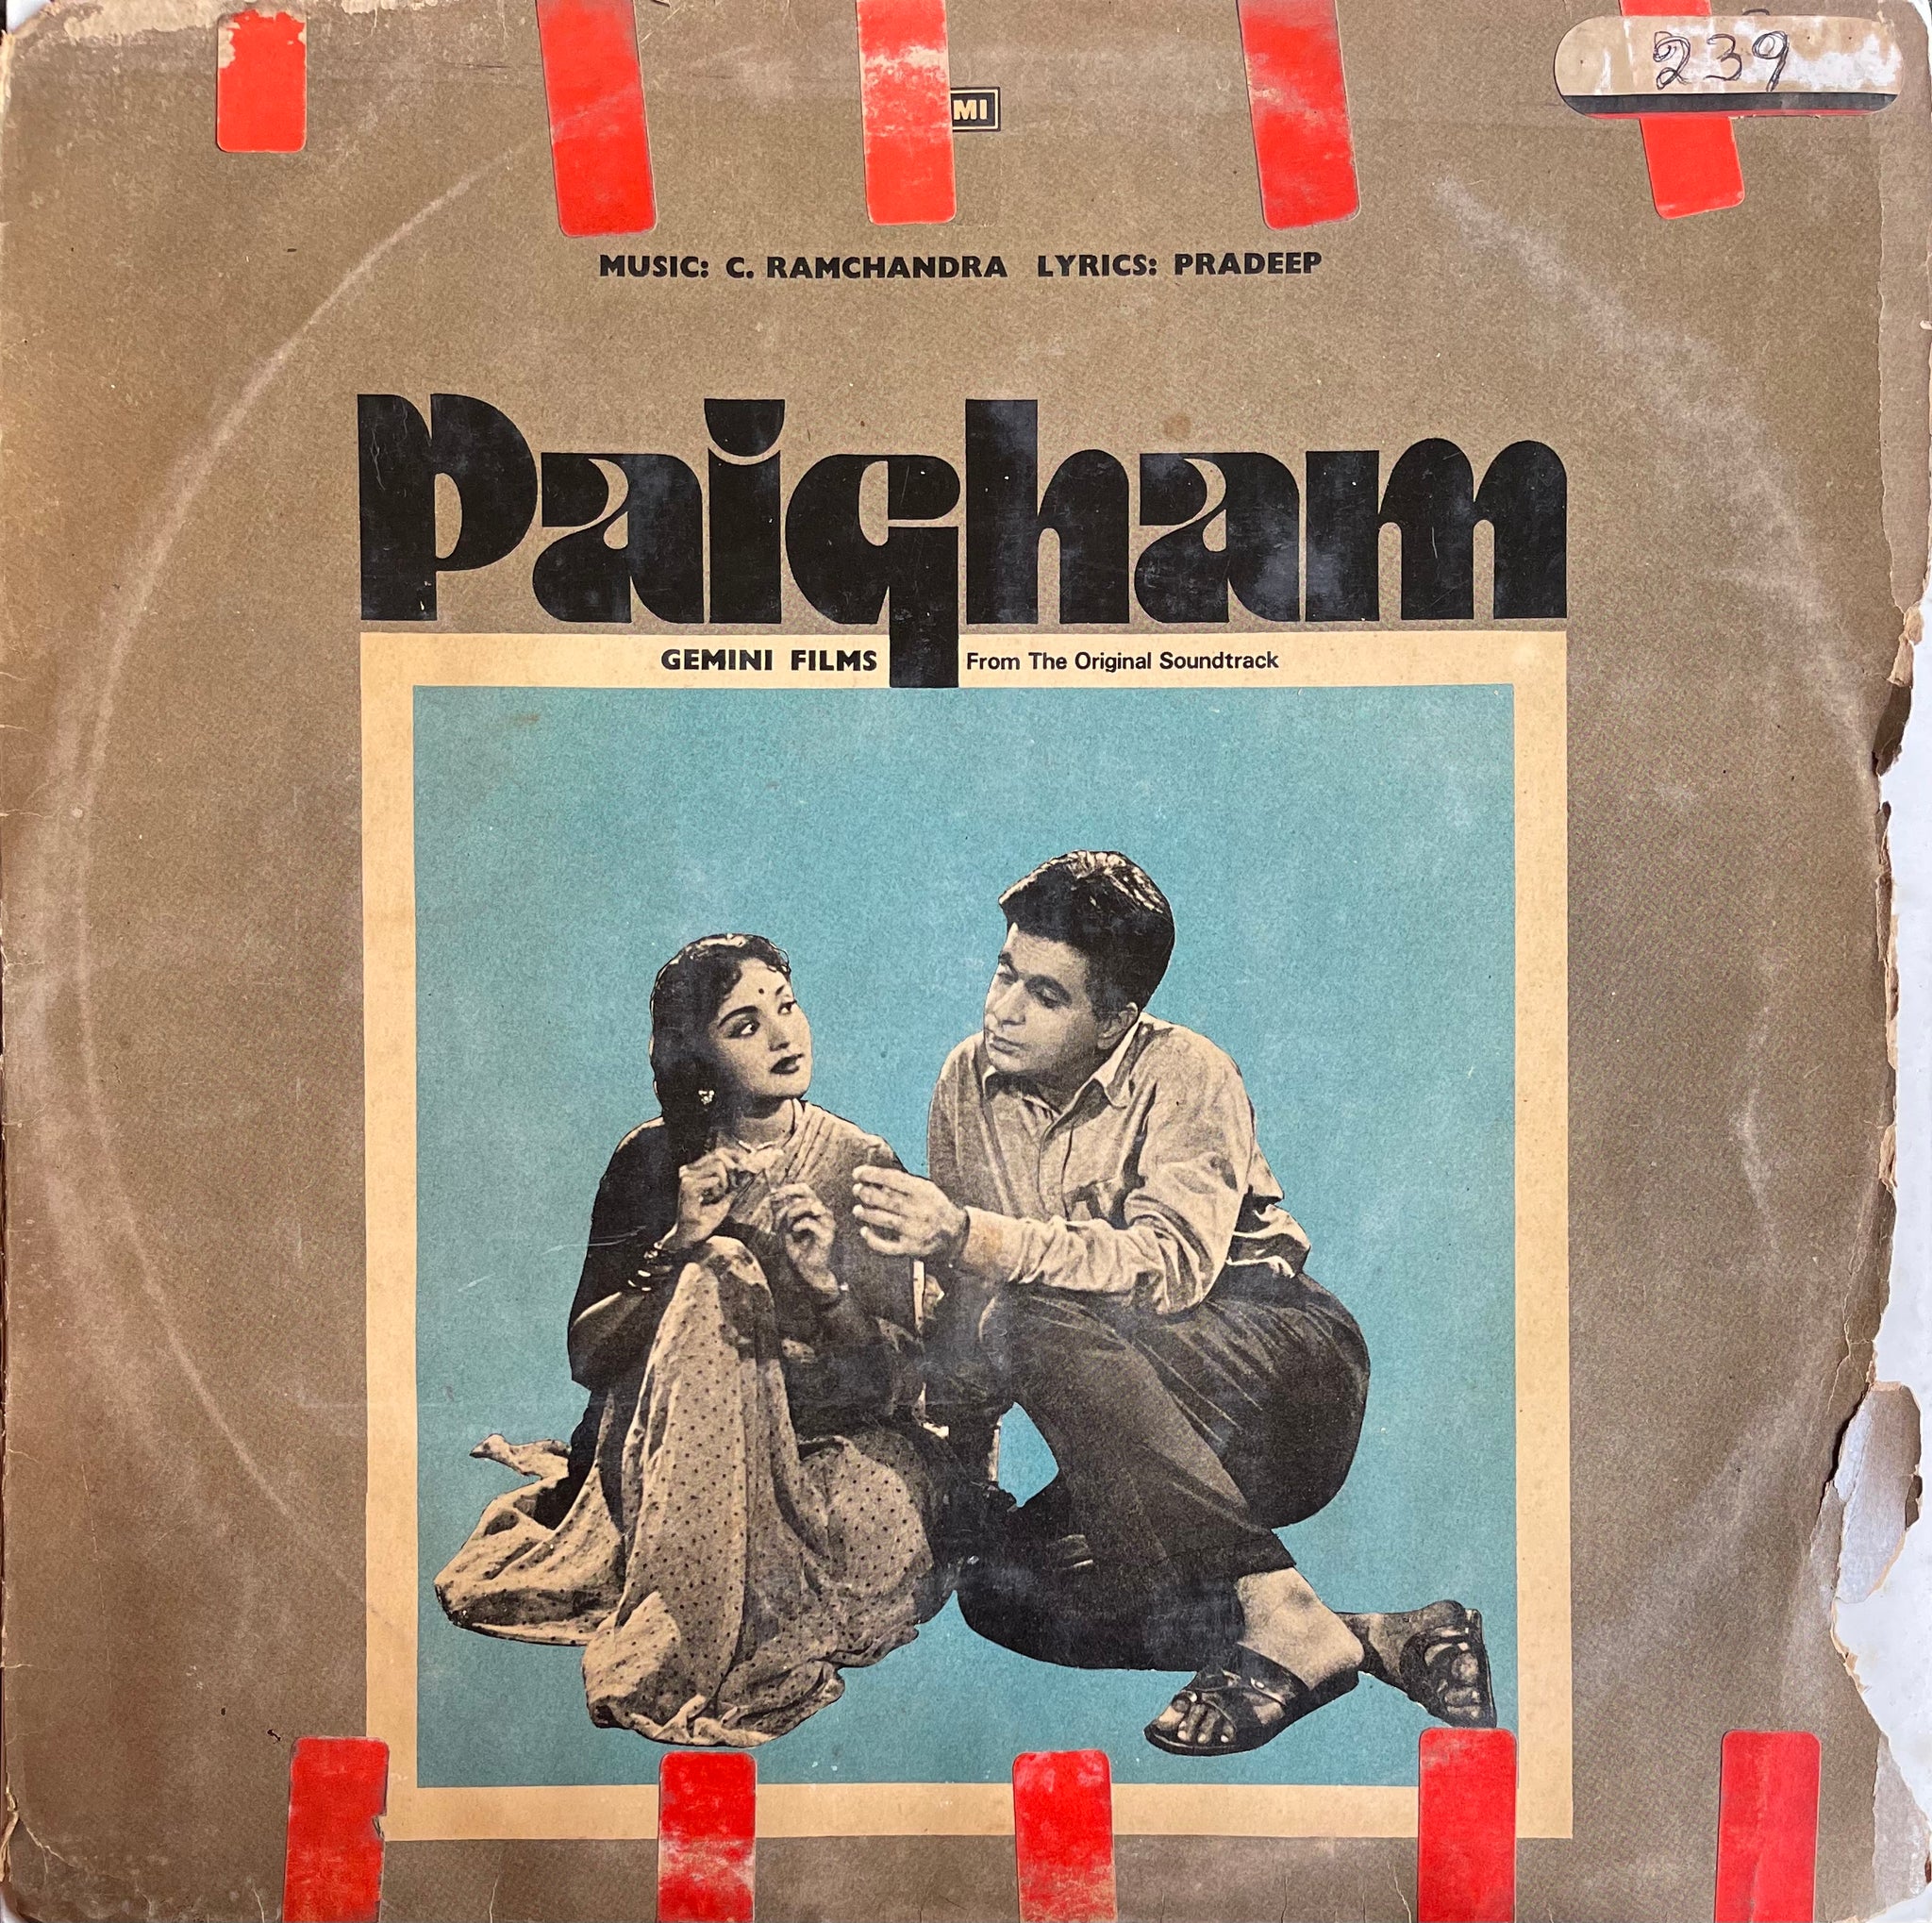 239
MI
MUSIC: C. RAMCHANDRA LYRICS: PRADEEP
Paigham
GEMINI FILMS From The Original Soundtrack